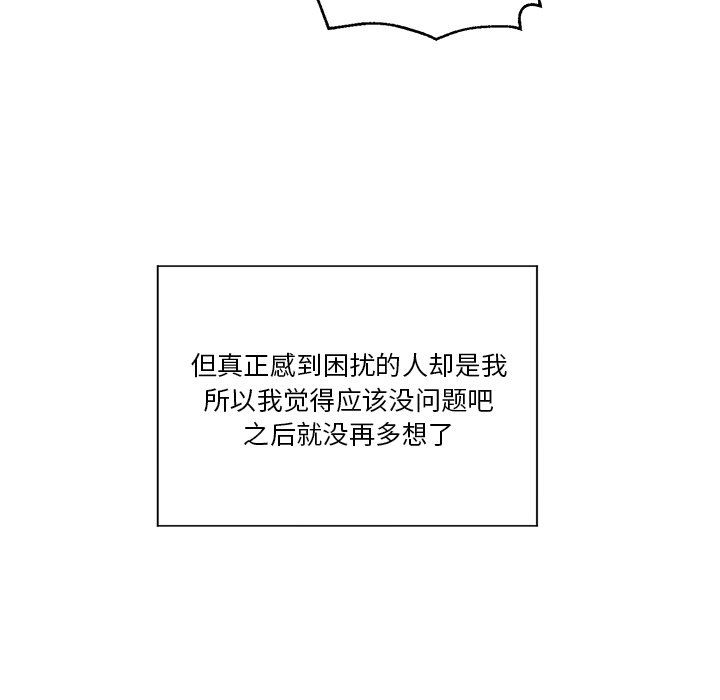 但真正感到困扰的人却是我
所以我觉得应该没问题吧
之后就没再多想了